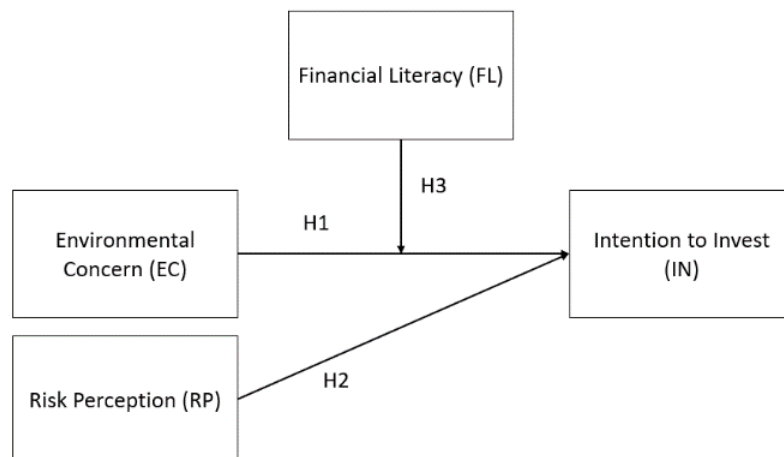 Financial Literacy (FL)
H3
H1
Environmental
Concern (EC)
Intention to Invest
(IN)
H2
Risk Perception (RP)